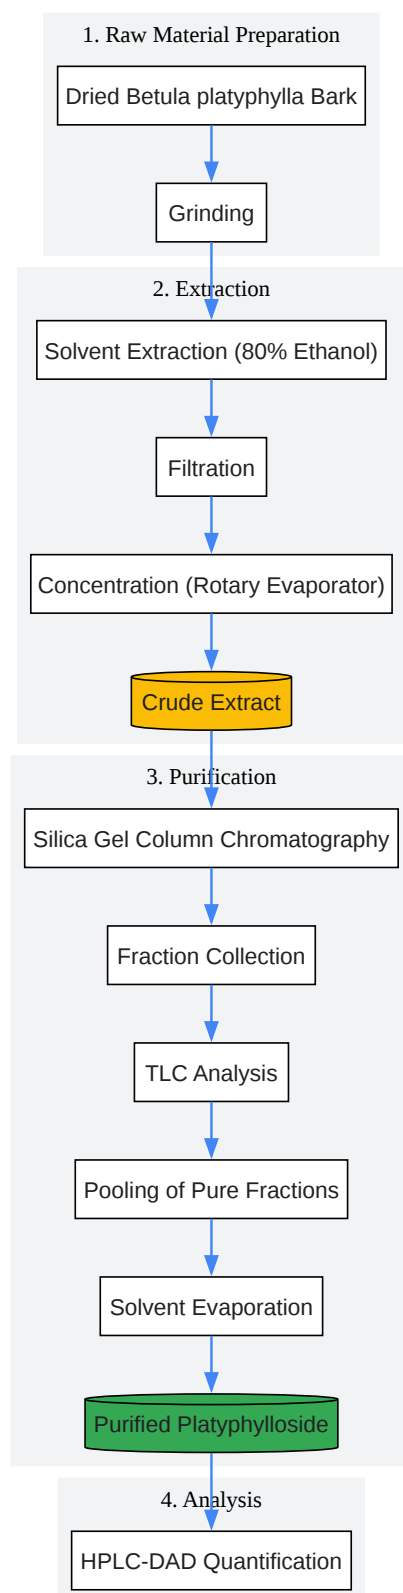 1. Raw Material Preparation
Dried Betula platyphylla Bark
Grinding
2. Extraction
Solvent Extraction (80% Ethanol)
Filtration
Concentration (Rotary Evaporator)
Crude Extract
3. Purification
Silica Gel Column Chromatography
Fraction Collection
TLC Analysis
Pooling of Pure Fractions
Solvent Evaporation
Purified Platyphylloside
4. Analysis
HPLC-DAD Quantification